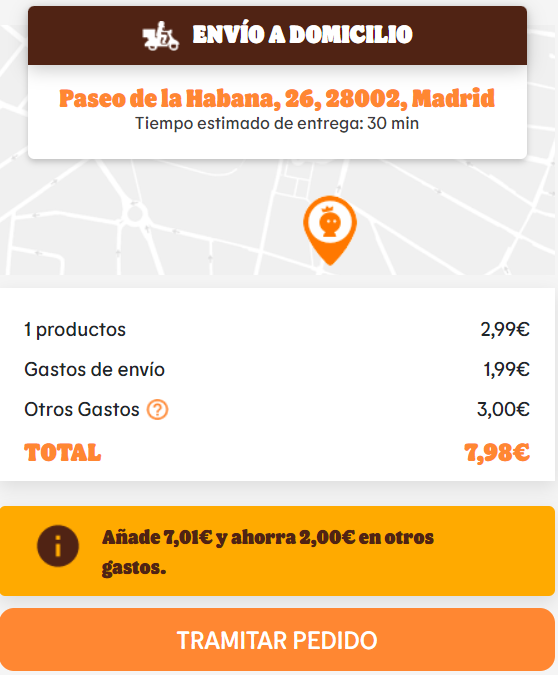 ENVÍO A DOMICILIO
Paseo de la Habana, 26, 28002, Madrid
Tiempo estimado de entrega: 30 min
1 productos 2,99€
Gastos de envío 1,99€
Otros Gastos ? 3,00€
TOTAL 7,98€
i
Añade 7,01€ y ahorra 2,00€ en otros
gastos.
TRAMITAR PEDIDO